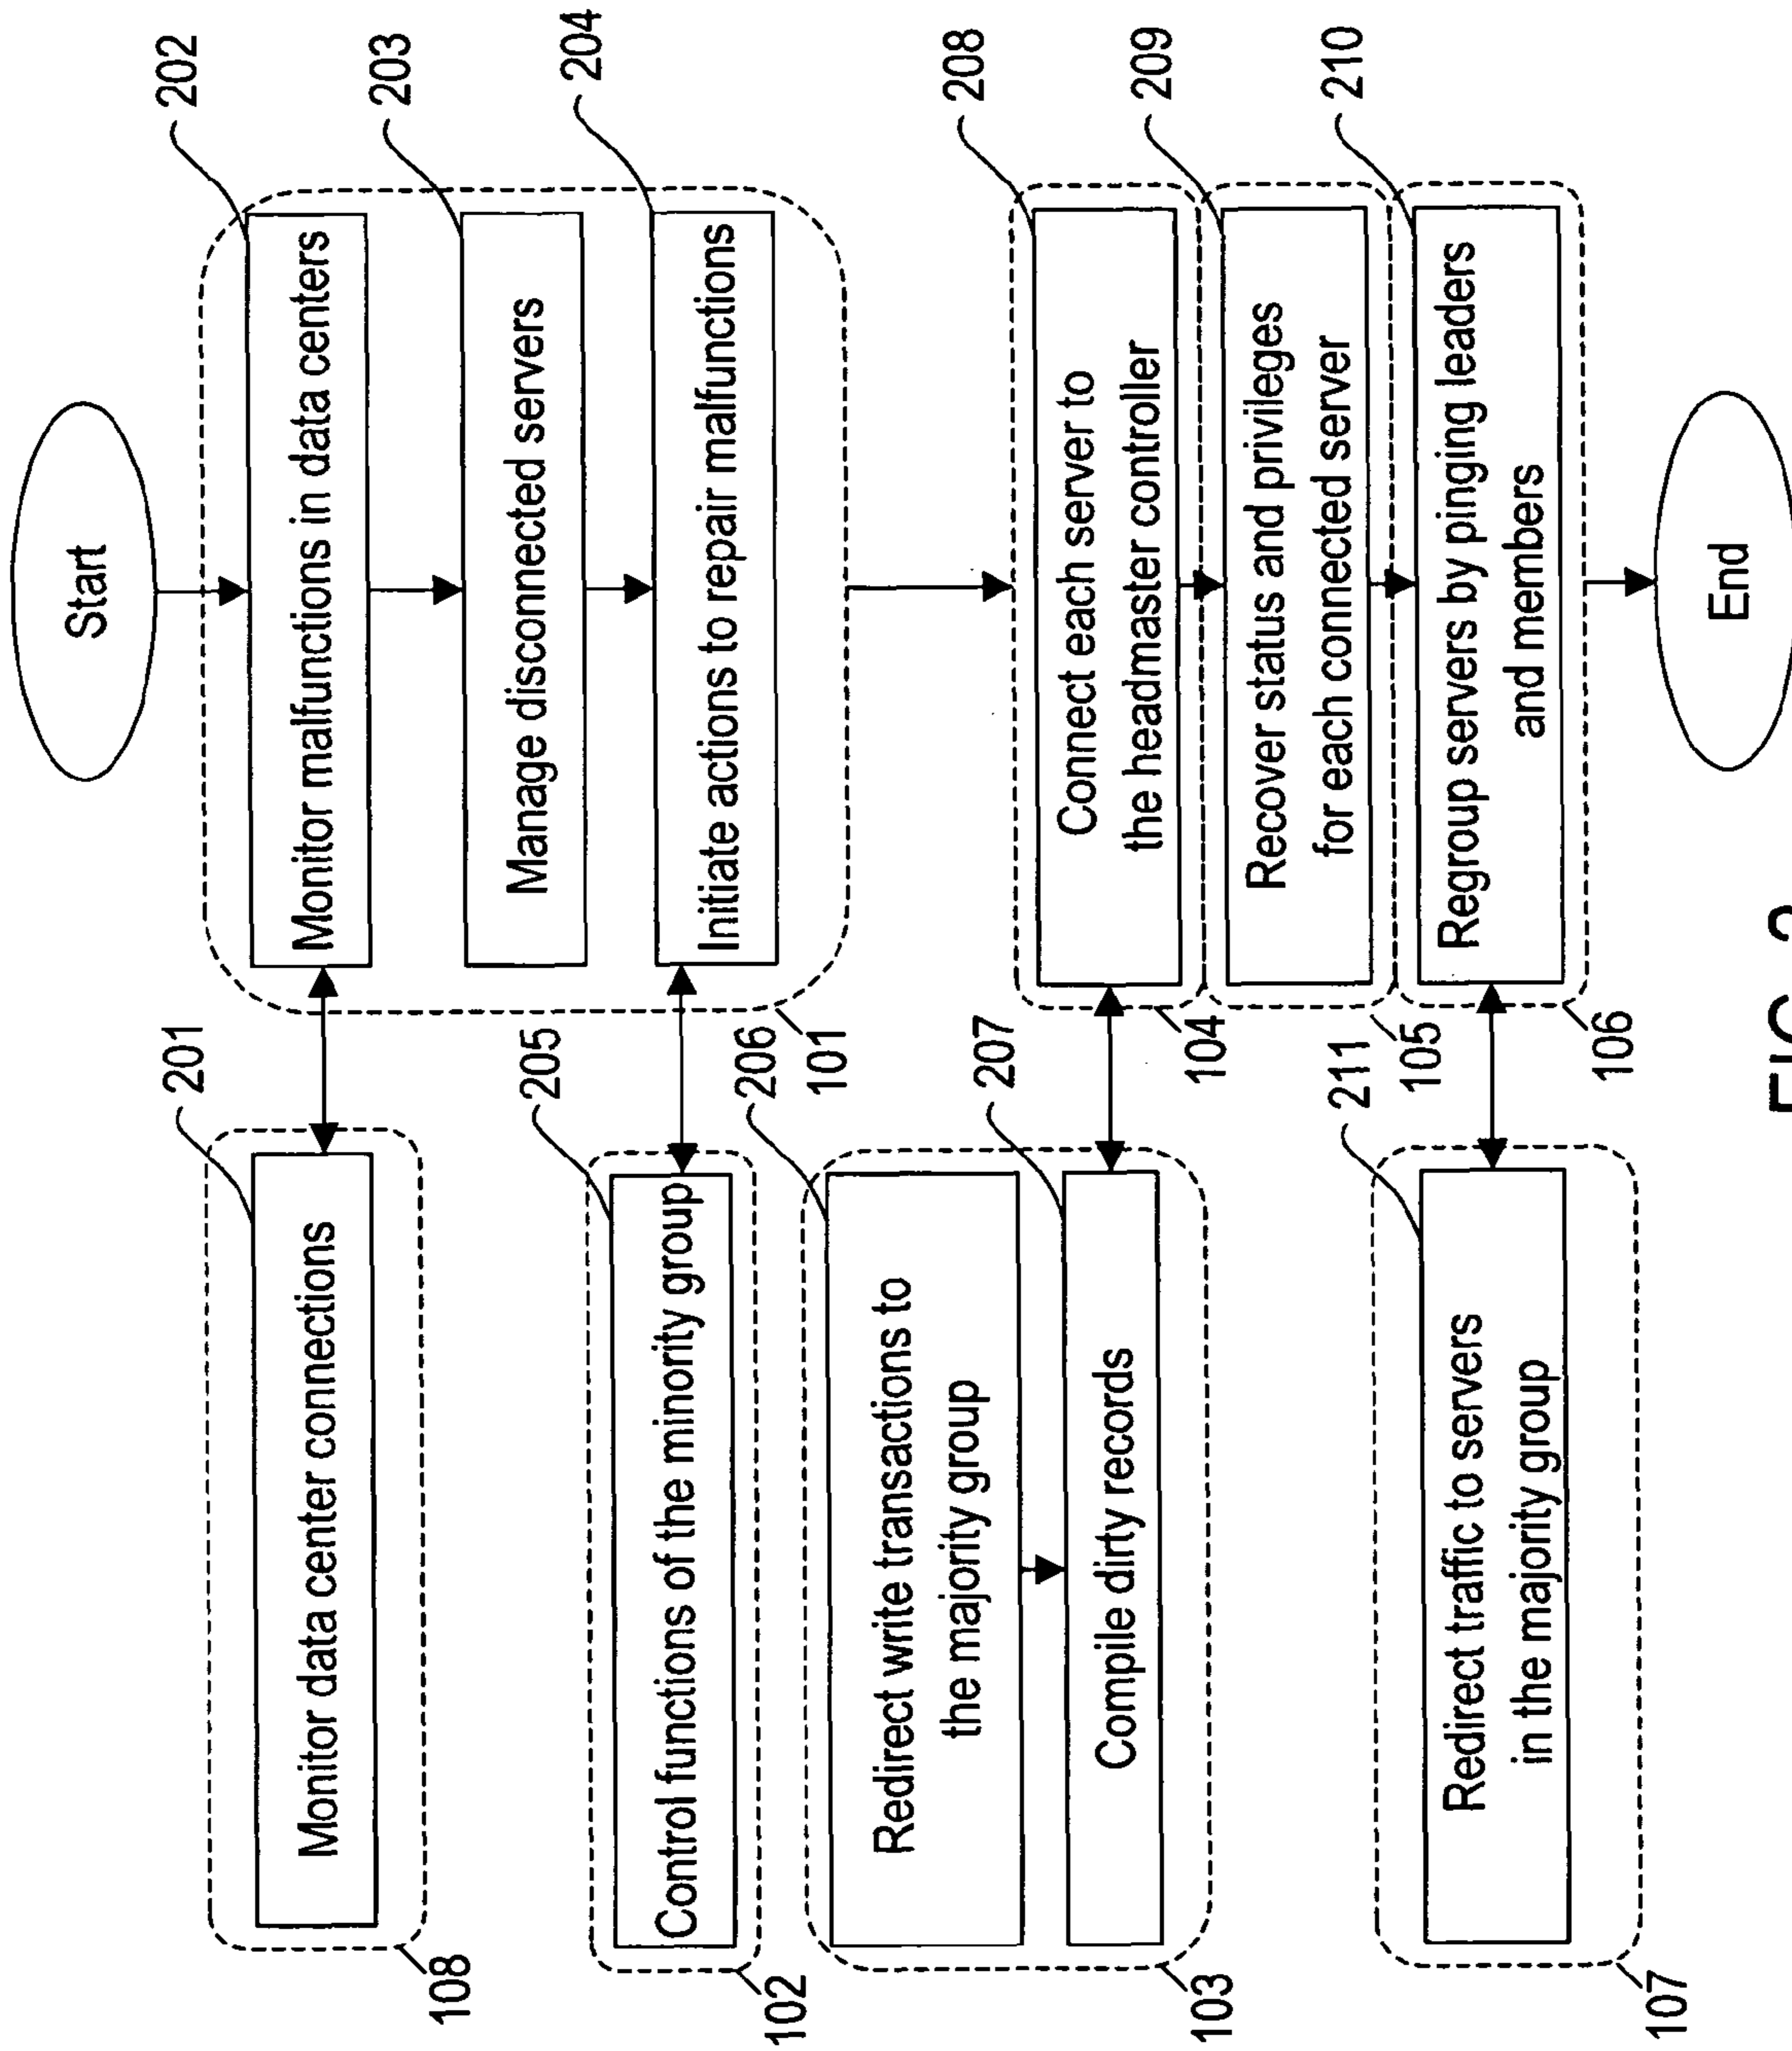 Start
201
202
Monitor data center connections
Monitor malfunctions in data centers
108
203
Manage disconnected servers
205
204
Control functions of the minority group
Initiate actions to repair malfunctions
102
206
101
Redirect write transactions to
the majority group
207
208
Compile dirty records
Connect each server to
the headmaster controller
103
104
209
Recover status and privileges
for each connected server
211
105
210
Redirect traffic to servers
in the majority group
Regroup servers by pinging leaders
and members
107
106
End